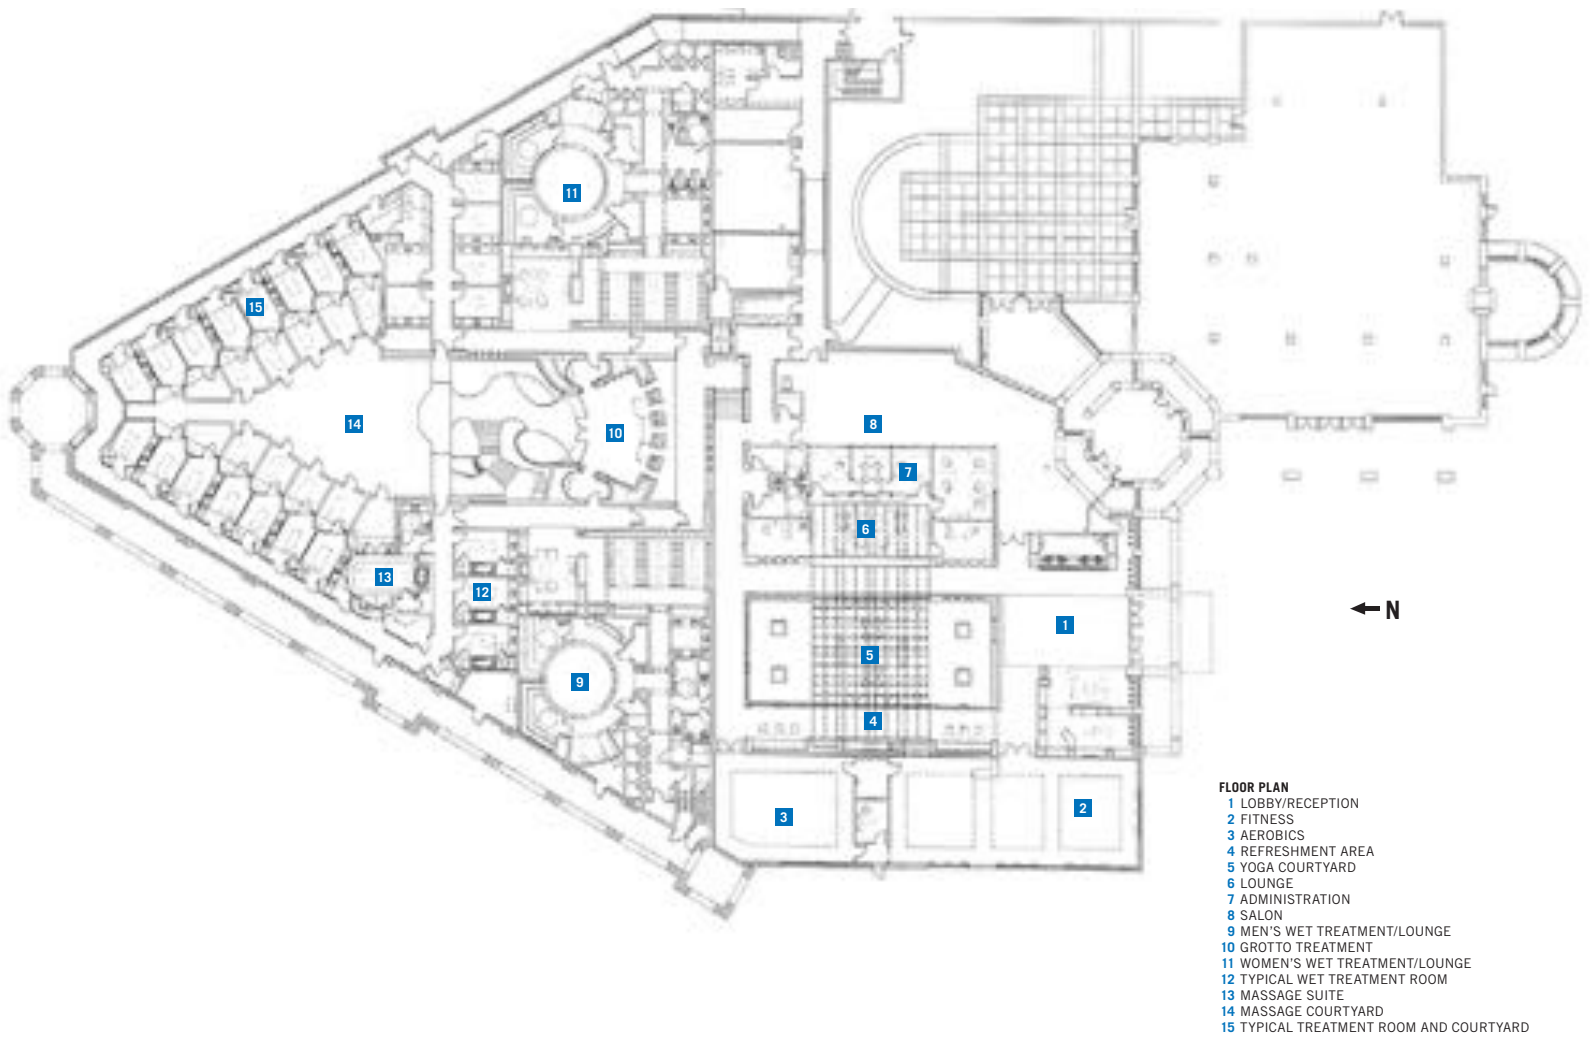 11
15
14
10
8
7
6
13
12
N
1
5
9
4
2
3
FLOOR PLAN
1 LOBBY/RECEPTION
2 FITNESS
3 AEROBICS
4 REFRESHMENT AREA
5 YOGA COURTYARD
6 LOUNGE
7 ADMINISTRATION
8 SALON
9 MEN'S WET TREATMENT/LOUNGE
10 GROTTO TREATMENT
11 WOMEN'S WET TREATMENT/LOUNGE
12 TYPICAL WET TREATMENT ROOM
13 MASSAGE SUITE
14 MASSAGE COURTYARD
15 TYPICAL TREATMENT ROOM AND COURTYARD